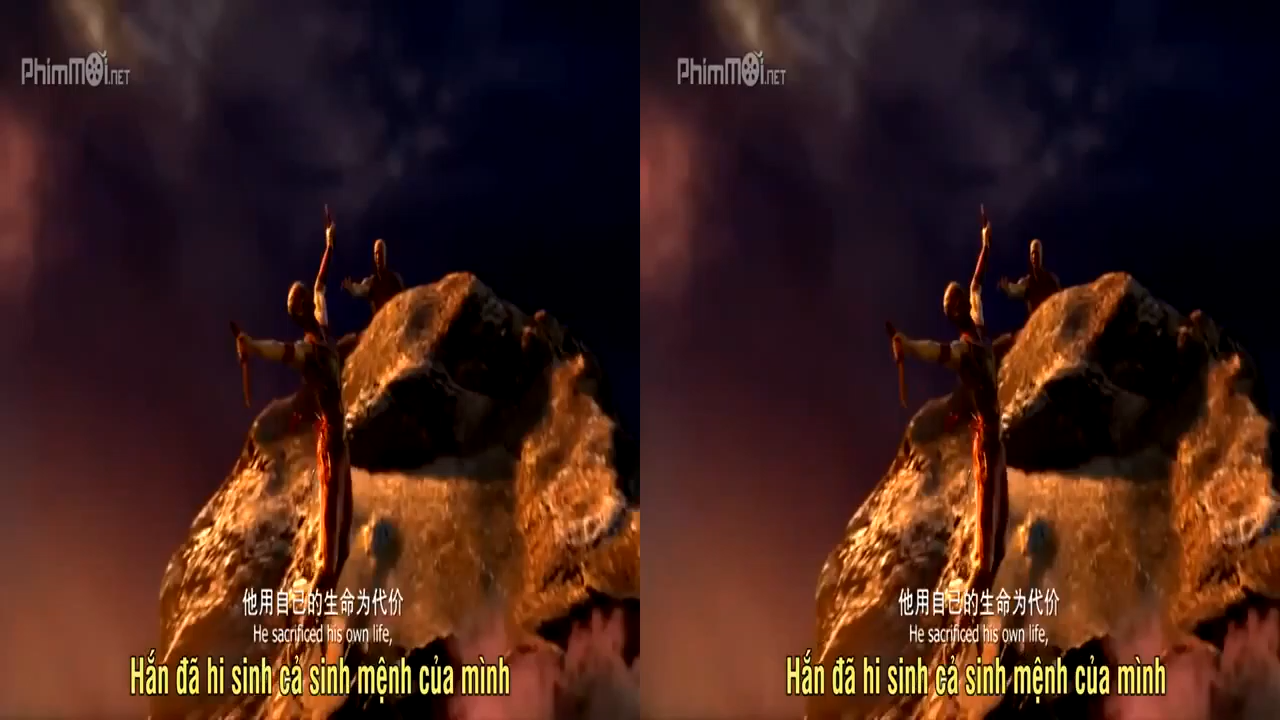 PhimMới.NET PhimMới.NET
他用自己的生命为代价 他用自己的生命为代价
He sacrificed his own life, He sacrificed his own life,
Hắn đã hi sinh cả sinh mệnh của mình Hắn đã hi sinh cả sinh mệnh của mình